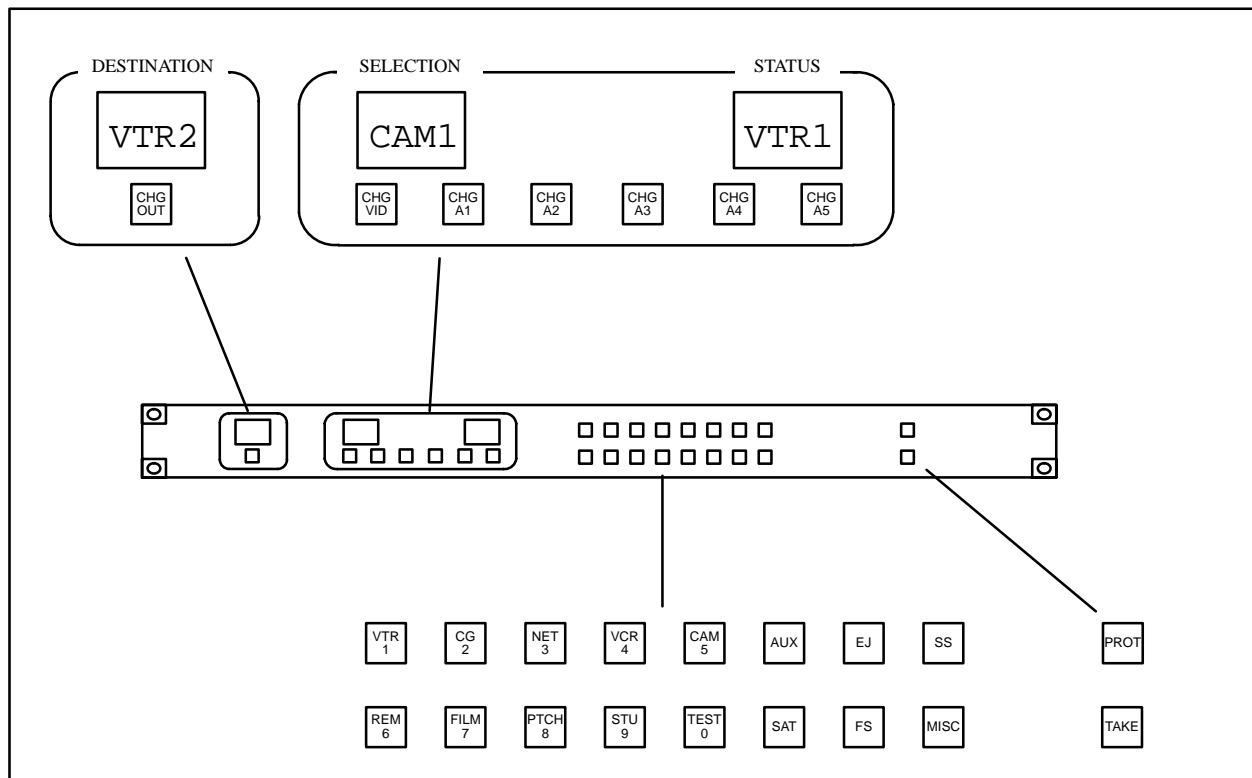 DESTINATION SELECTION STATUS
VTR2 CAM1 VTR1
CHG OUT CHG VID CHG A1 CHG A2 CHG A3 CHG A4 CHG A5
VTR 1 CG 2 NET 3 VCR 4 CAM 5 AUX EJ SS PROT
REM 6 FILM 7 PTCH 8 STU 9 TEST 0 SAT FS MISC TAKE